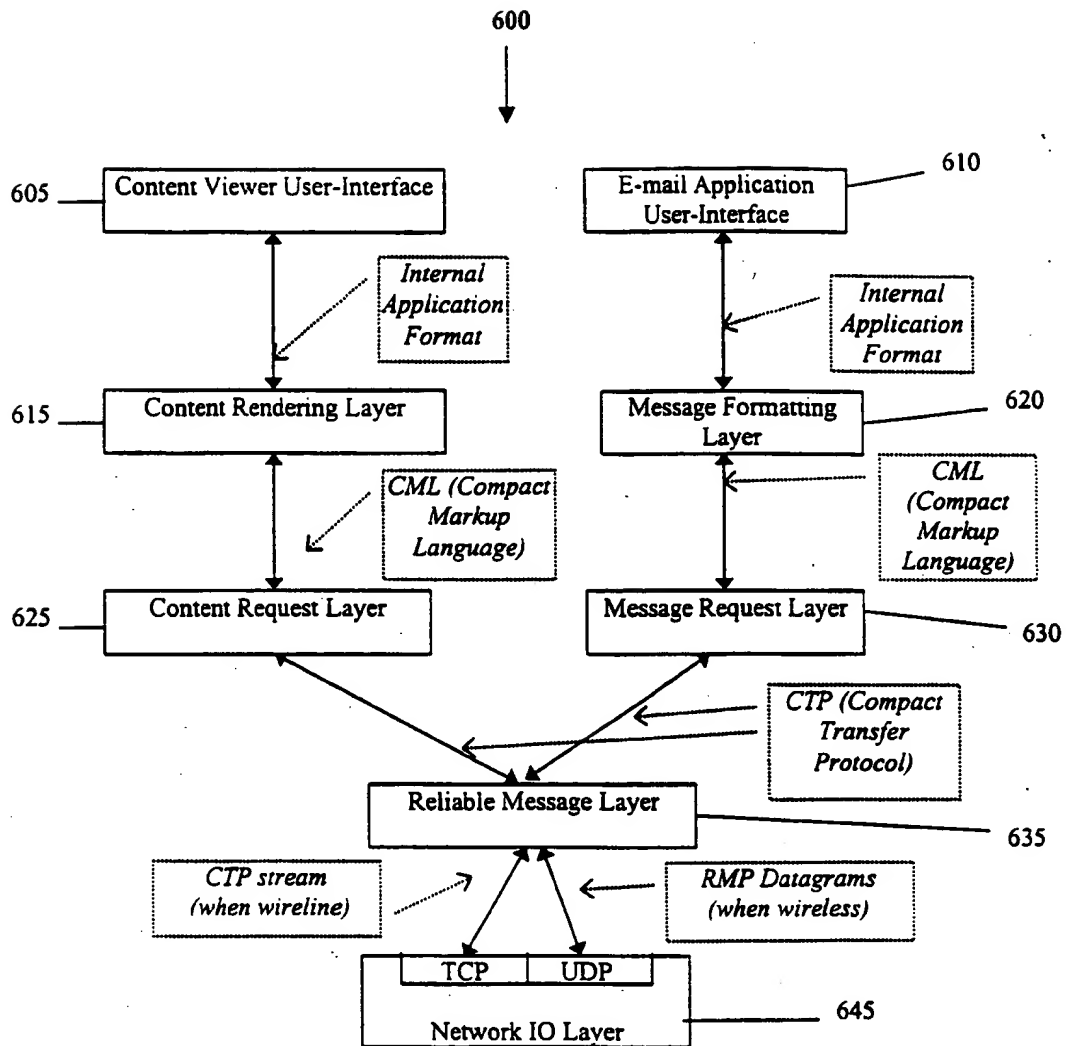 600
605
Content Viewer User-Interface
E-mail Application
User-Interface
610
Internal
Application
Format
Internal
Application
Format
615
Content Rendering Layer
Message Formatting
Layer
620
CML (Compact
Markup
Language)
CML
(Compact
Markup
Language)
625
Content Request Layer
Message Request Layer
630
CTP (Compact
Transfer
Protocol)
Reliable Message Layer
635
CTP stream
(when wireline)
RMP Datagrams
(when wireless)
TCP
UDP
Network IO Layer
645